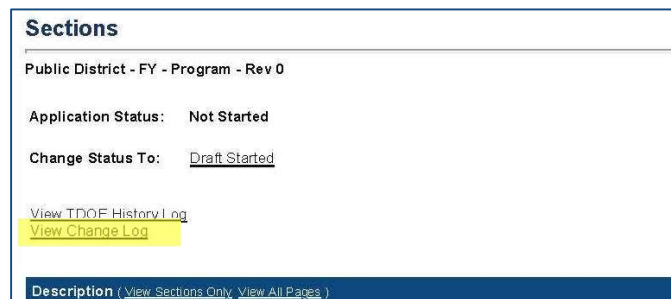 Sections
Public District - FY - Program - Rev 0
Application Status: Not Started
Change Status To: Draft Started
View TDOE History Log
View Change Log
Description ( View Sections Only View All Pages )